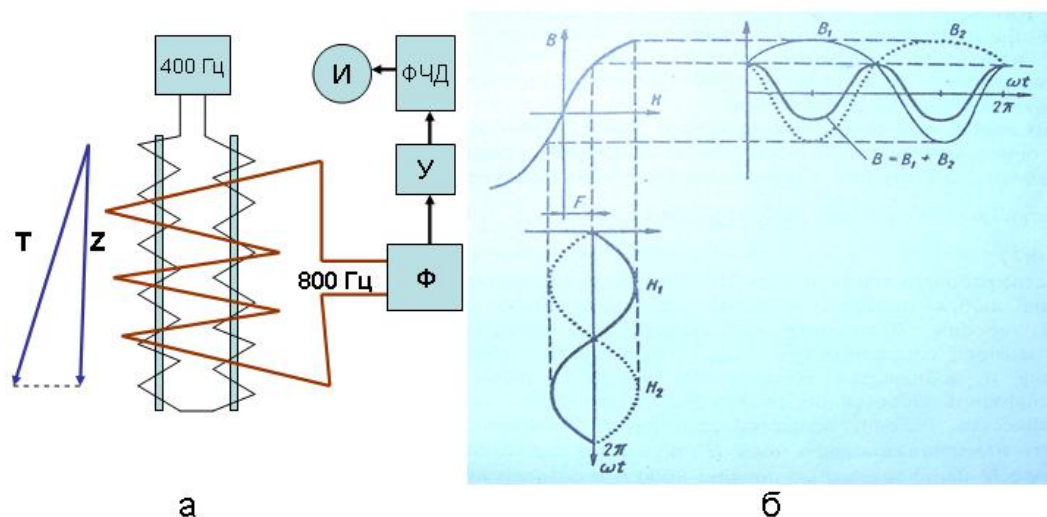 400 Гц
И
ФЧД
У
T
Z
800 Гц
Ф
а
B
H
F
H₁
H₂
2π
ωt
B₁
B₂
ωt
2π
B = B₁ + B₂
б